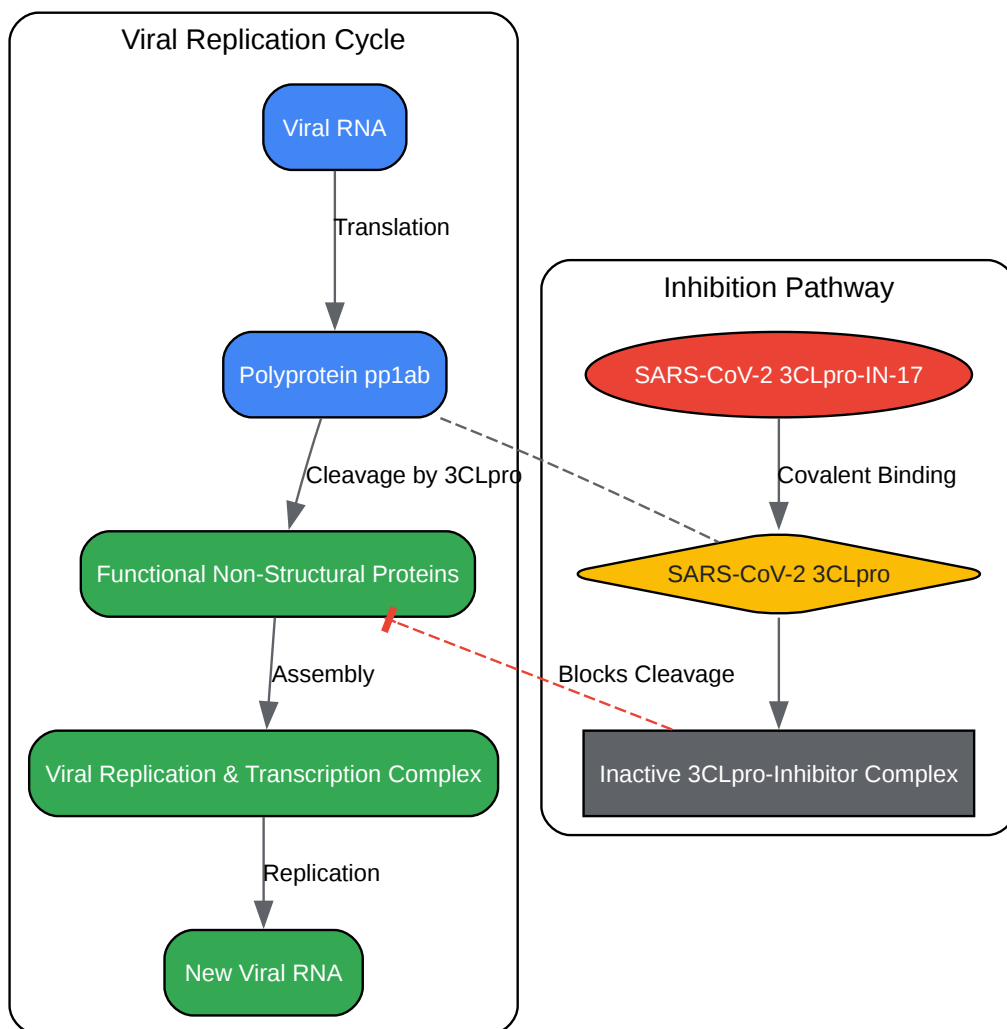 Viral Replication Cycle
Viral RNA
Translation
Polyprotein pp1ab
Cleavage by 3CLpro
Functional Non-Structural Proteins
Assembly
Viral Replication & Transcription Complex
Replication
New Viral RNA
Inhibition Pathway
SARS-CoV-2 3CLpro-IN-17
Covalent Binding
SARS-CoV-2 3CLpro
Blocks Cleavage
Inactive 3CLpro-Inhibitor Complex